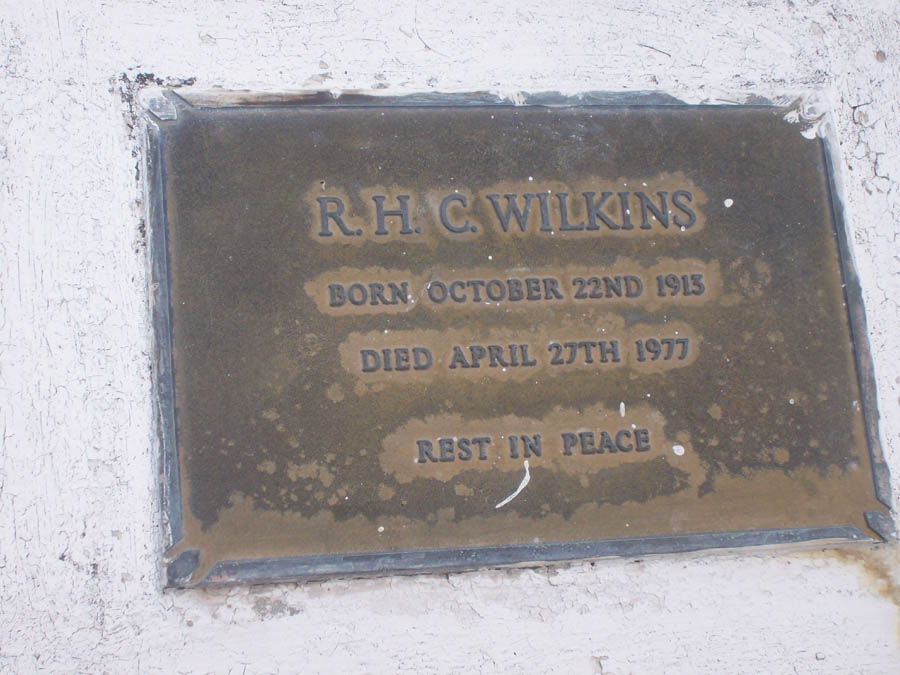 R. H. C. WILKINS
BORN OCTOBER 22ND 1913
DIED APRIL 27TH 1977
REST IN PEACE